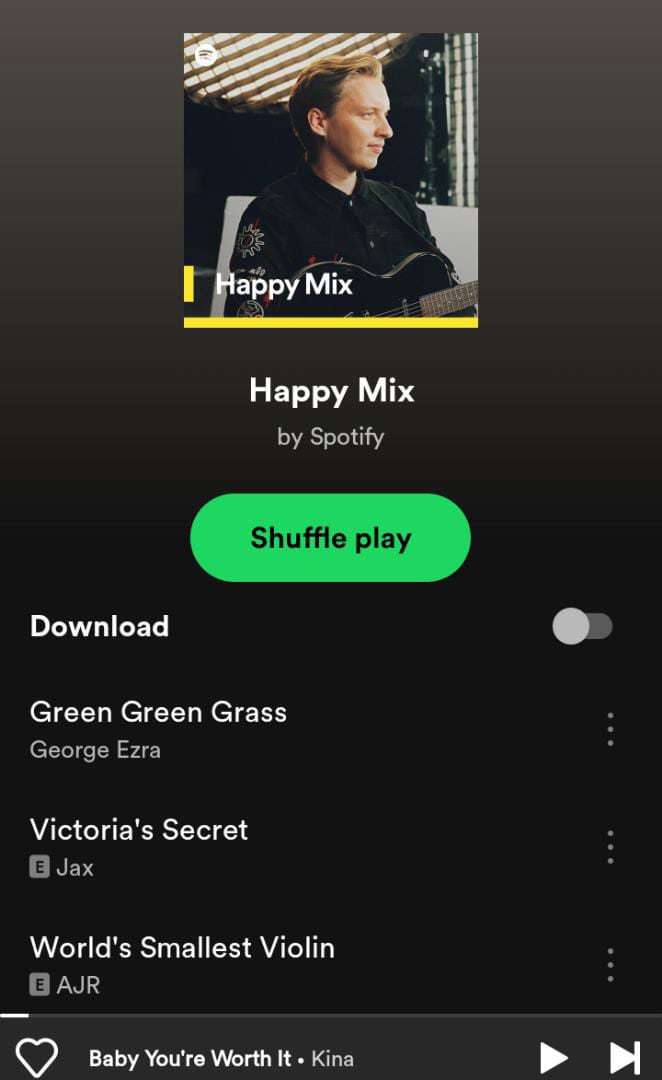 Happy Mix
Happy Mix
by Spotify
Shuffle play
Download
Green Green Grass
George Ezra
Victoria's Secret
E Jax
World's Smallest Violin
E AJR
Baby You're Worth It • Kina